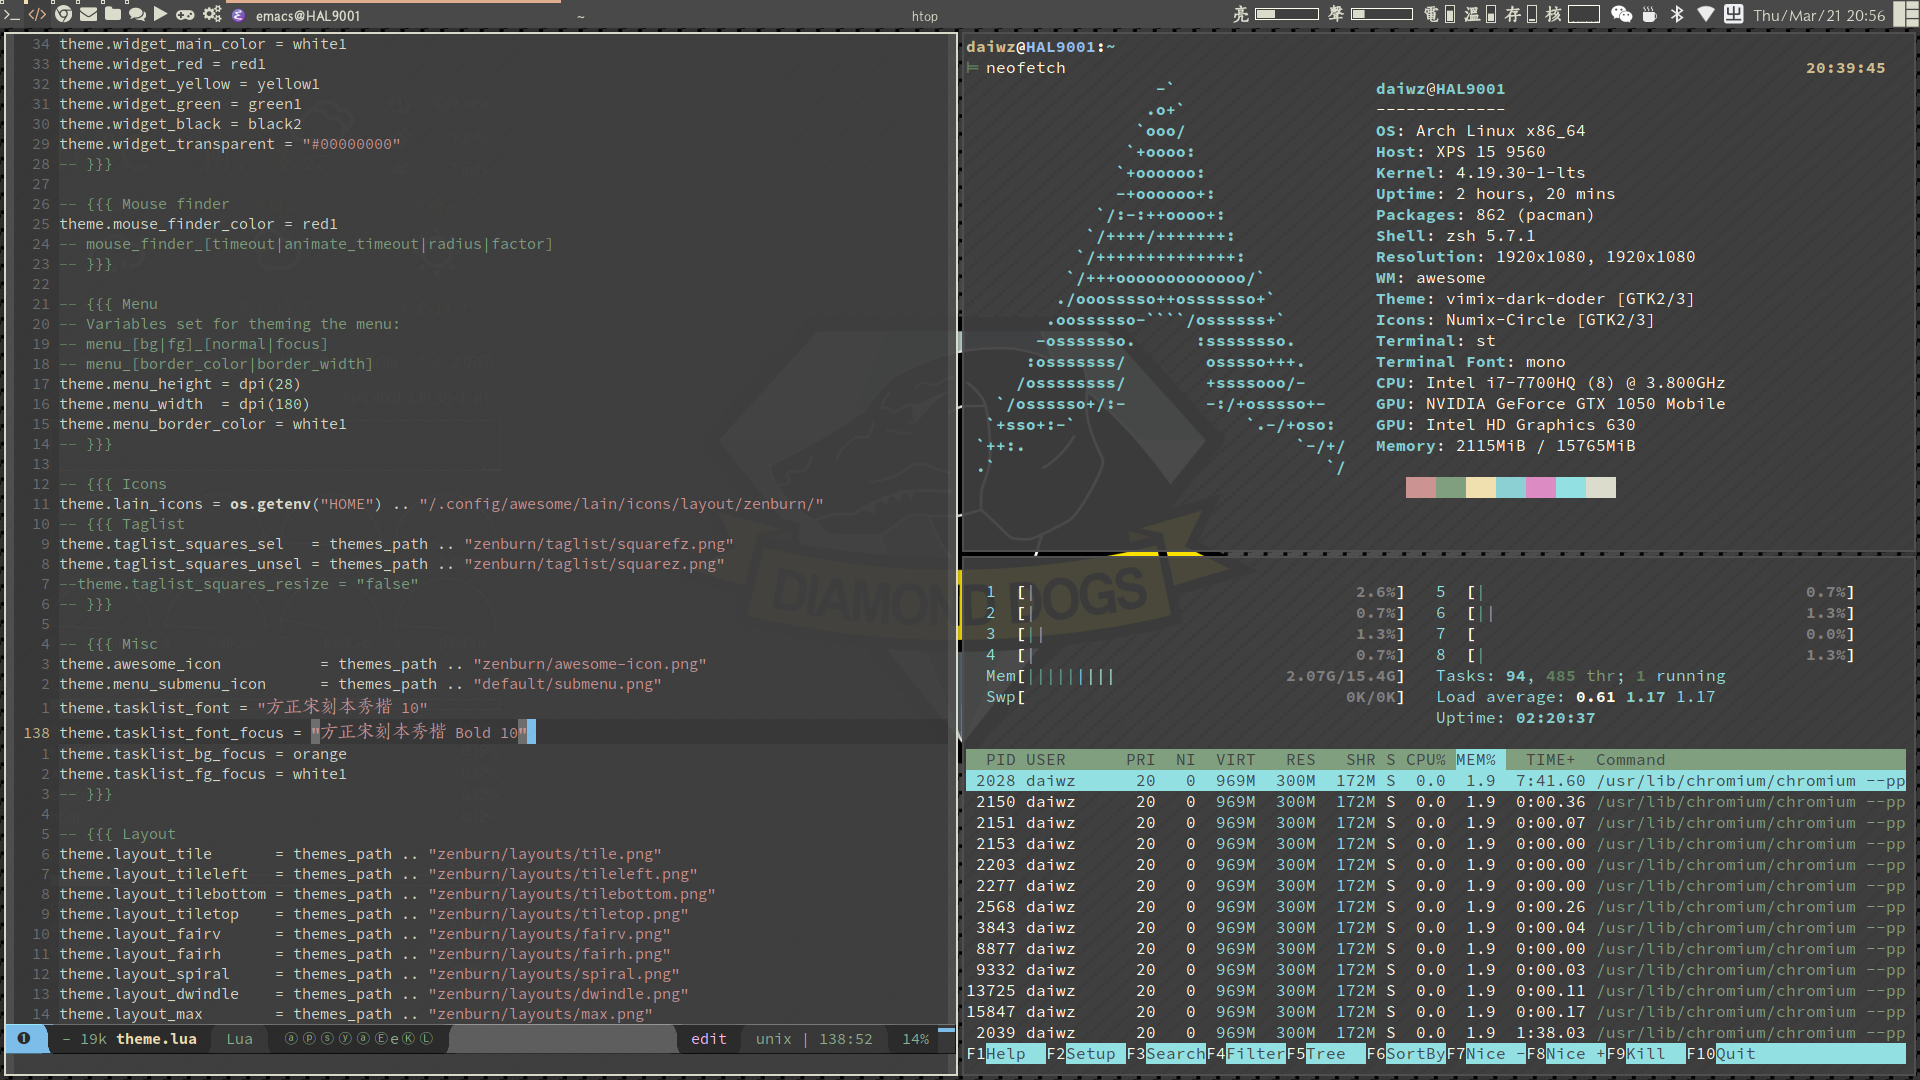 emacs@HAL9001
~
htop
亮 聲 電 溫 存 核 Thu/Mar/21 20:56
34 theme.widget_main_color = white1
33 theme.widget_red = red1
32 theme.widget_yellow = yellow1
31 theme.widget_green = green1
30 theme.widget_black = black2
29 theme.widget_transparent = "#00000000"
28 -- }}}
27
26 -- {{{ Mouse finder
25 theme.mouse_finder_color = red1
24 -- mouse_finder_[timeout|animate_timeout|radius|factor]
23 -- }}}
22
21 -- {{{ Menu
20 -- Variables set for theming the menu:
19 -- menu_[bg|fg]_[normal|focus]
18 -- menu_[border_color|border_width]
17 theme.menu_height = dpi(28)
16 theme.menu_width  = dpi(180)
15 theme.menu_border_color = white1
14 -- }}}
13
12 -- {{{ Icons
11 theme.lain_icons = os.getenv("HOME") .. "/.config/awesome/lain/icons/layout/zenburn/"
10 -- {{{ Taglist
9 theme.taglist_squares_sel   = themes_path .. "zenburn/taglist/squarefz.png"
8 theme.taglist_squares_unsel = themes_path .. "zenburn/taglist/squarez.png"
7 --theme.taglist_squares_resize = "false"
6 -- }}}
5
4 -- {{{ Misc
3 theme.awesome_icon           = themes_path .. "zenburn/awesome-icon.png"
2 theme.menu_submenu_icon      = themes_path .. "default/submenu.png"
1 theme.tasklist_font = "方正宋刻本秀楷 10"
138 theme.tasklist_font_focus = "方正宋刻本秀楷 Bold 10"
1 theme.tasklist_bg_focus = orange
2 theme.tasklist_fg_focus = white1
3 -- }}}
4
5 -- {{{ Layout
6 theme.layout_tile       = themes_path .. "zenburn/layouts/tile.png"
7 theme.layout_tileleft   = themes_path .. "zenburn/layouts/tileleft.png"
8 theme.layout_tilebottom = themes_path .. "zenburn/layouts/tilebottom.png"
9 theme.layout_tiletop    = themes_path .. "zenburn/layouts/tiletop.png"
10 theme.layout_fairv      = themes_path .. "zenburn/layouts/fairv.png"
11 theme.layout_fairh      = themes_path .. "zenburn/layouts/fairh.png"
12 theme.layout_spiral     = themes_path .. "zenburn/layouts/spiral.png"
13 theme.layout_dwindle    = themes_path .. "zenburn/layouts/dwindle.png"
14 theme.layout_max        = themes_path .. "zenburn/layouts/max.png"
❶ - 19k theme.lua Lua ⓐⓟⓢⓨⓐⒺeⓀⓁ edit unix | 138:52 14%
daiwz@HAL9001:~
neofetch 20:39:45
-`
.o+`
`ooo/
`+oooo:
`+oooooo:
-+oooooo+:
`/:-:++oooo+:
`/++++/+++++++:
`/++++++++++++++:
`/+++ooooooooooooo/`
./ooosssso++osssssso+`
.oossssso-````/ossssss+`
-osssssso.      :ssssssso.
:osssssss/        osssso+++.
/ossssssss/        +ssssooo/-
`/ossssso+/:-        -:/+osssso+-
`+sso+:-`                 `.-/+oso:
`++:.                           `-/+/
.`                                 `/
daiwz@HAL9001
-------------
OS: Arch Linux x86_64
Host: XPS 15 9560
Kernel: 4.19.30-1-lts
Uptime: 2 hours, 20 mins
Packages: 862 (pacman)
Shell: zsh 5.7.1
Resolution: 1920x1080, 1920x1080
WM: awesome
Theme: vimix-dark-doder [GTK2/3]
Icons: Numix-Circle [GTK2/3]
Terminal: st
Terminal Font: mono
CPU: Intel i7-7700HQ (8) @ 3.800GHz
GPU: NVIDIA GeForce GTX 1050 Mobile
GPU: Intel HD Graphics 630
Memory: 2115MiB / 15765MiB
DIAMOND DOGS
1 [| 2.6%] 5 [| 0.7%]
2 [| 0.7%] 6 [|| 1.3%]
3 [|| 1.3%] 7 [ 0.0%]
4 [| 0.7%] 8 [| 1.3%]
Mem[||||||||| 2.07G/15.4G] Tasks: 94, 485 thr; 1 running
Swp[ 0K/0K] Load average: 0.61 1.17 1.17
Uptime: 02:20:37
PID USER PRI NI VIRT RES SHR S CPU% MEM% TIME+ Command
2028 daiwz 20 0 969M 300M 172M S 0.0 1.9 7:41.60 /usr/lib/chromium/chromium --pp
2150 daiwz 20 0 969M 300M 172M S 0.0 1.9 0:00.36 /usr/lib/chromium/chromium --pp
2151 daiwz 20 0 969M 300M 172M S 0.0 1.9 0:00.07 /usr/lib/chromium/chromium --pp
2153 daiwz 20 0 969M 300M 172M S 0.0 1.9 0:00.00 /usr/lib/chromium/chromium --pp
2203 daiwz 20 0 969M 300M 172M S 0.0 1.9 0:00.00 /usr/lib/chromium/chromium --pp
2277 daiwz 20 0 969M 300M 172M S 0.0 1.9 0:00.00 /usr/lib/chromium/chromium --pp
2568 daiwz 20 0 969M 300M 172M S 0.0 1.9 0:00.26 /usr/lib/chromium/chromium --pp
3843 daiwz 20 0 969M 300M 172M S 0.0 1.9 0:00.04 /usr/lib/chromium/chromium --pp
8877 daiwz 20 0 969M 300M 172M S 0.0 1.9 0:00.00 /usr/lib/chromium/chromium --pp
9332 daiwz 20 0 969M 300M 172M S 0.0 1.9 0:00.03 /usr/lib/chromium/chromium --pp
13725 daiwz 20 0 969M 300M 172M S 0.0 1.9 0:00.11 /usr/lib/chromium/chromium --pp
15847 daiwz 20 0 969M 300M 172M S 0.0 1.9 0:00.17 /usr/lib/chromium/chromium --pp
2039 daiwz 20 0 969M 300M 172M S 0.0 1.9 1:38.03 /usr/lib/chromium/chromium --pp
F1Help F2Setup F3SearchF4FilterF5Tree F6SortByF7Nice -F8Nice +F9Kill F10Quit